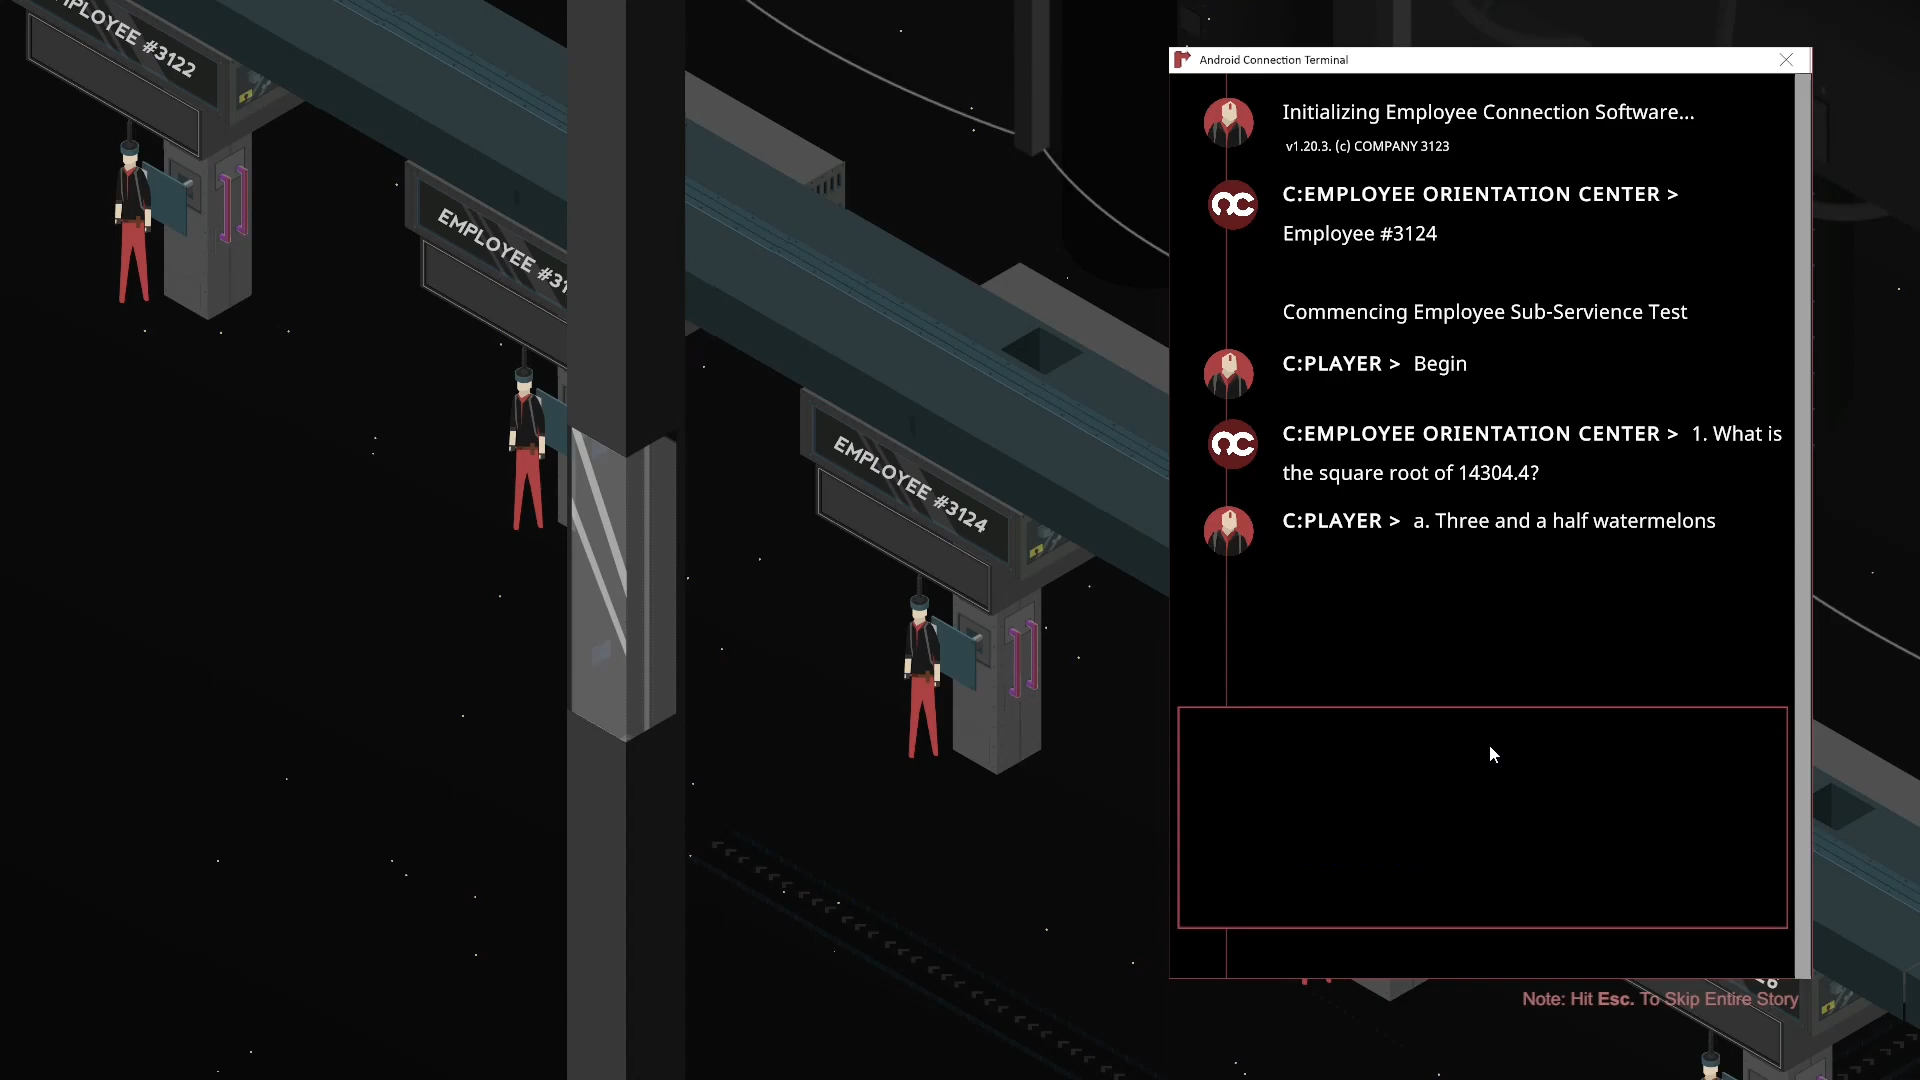 EMPLOYEE #3122
EMPLOYEE
EMPLOYEE #3124
Android Connection Terminal
Initializing Employee Connection Software...
v1.20.3. (c) COMPANY 3123
C:EMPLOYEE ORIENTATION CENTER >
Employee #3124
Commencing Employee Sub-Servience Test
C:PLAYER > Begin
C:EMPLOYEE ORIENTATION CENTER > 1. What is
the square root of 14304.4?
C:PLAYER > a. Three and a half watermelons
Note: Hit Esc. To Skip Entire Story